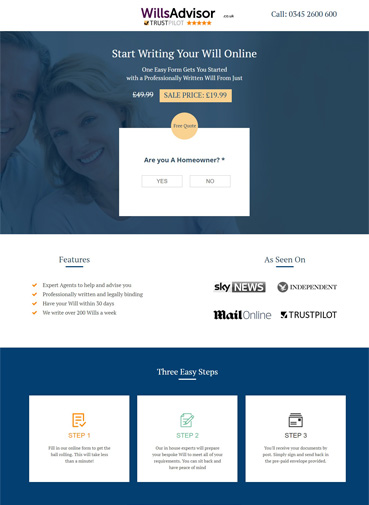 WillsAdvisor .co.uk
TRUSTPILOT
Call: 0345 2600 600
Start Writing Your Will Online
One Easy Form Gets You Started
with a Professionally Written Will From Just
£49.99 SALE PRICE: £19.99
Free Quote
Are you A Homeowner? *
YES NO
Features
Expert Agents to help and advise you
Professionally written and legally binding
Have your Will within 30 days
We write over 200 Wills a week
As Seen On
sky NEWS INDEPENDENT
Mail Online TRUSTPILOT
Three Easy Steps
STEP 1
Fill in our online form to get the
ball rolling. This will take less
than a minute!
STEP 2
Our in house experts will prepare
your bespoke Will to meet all of your
requirements. You can sit back and
have peace of mind
STEP 3
You'll receive your documents by
post. Simply sign and send back in
the pre-paid envelope provided.